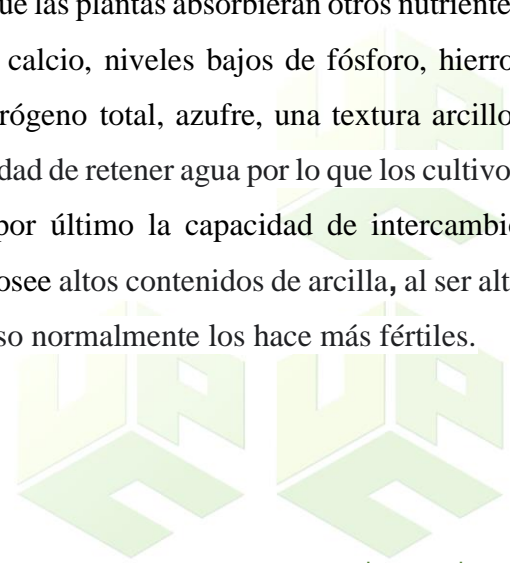 ue las plantas absorbieran otros nutriente
calcio, niveles bajos de fósforo, hierro
rógeno total, azufre, una textura arcillo
dad de retener agua por lo que los cultivo
por último la capacidad de intercambio
osee altos contenidos de arcilla, al ser alt
so normalmente los hace más fértiles.